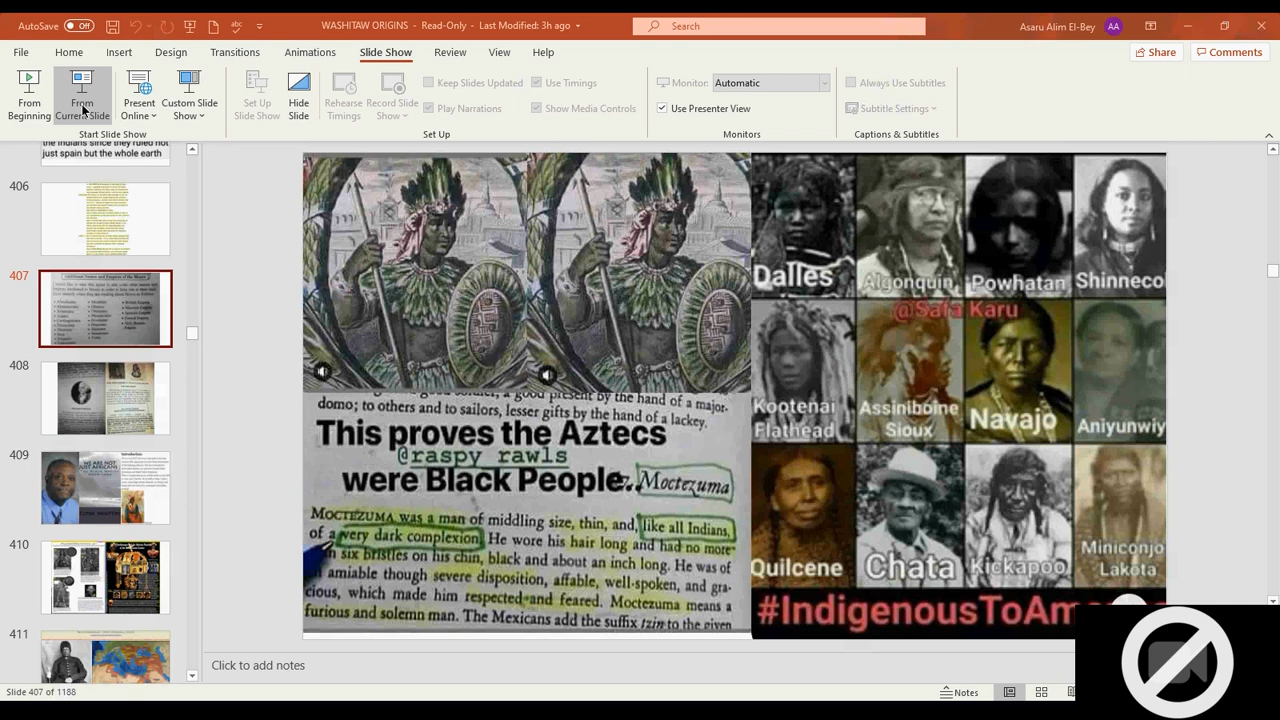 AutoSave Off
WASHITAW ORIGINS - Read-Only - Last Modified: 3h ago
Search
Asaru Alim El-Bey AA
File Home Insert Design Transitions Animations Slide Show Review View Help
Share Comments
From Beginning
From Current Slide
Present Online
Custom Slide Show
Start Slide Show
Set Up Slide Show
Hide Slide
Rehearse Timings
Record Slide Show
Keep Slides Updated
Play Narrations
Use Timings
Show Media Controls
Set Up
Monitor: Automatic
Use Presenter View
Monitors
Always Use Subtitles
Subtitle Settings
Captions & Subtitles
the Indians since they ruled not
just spain but the whole earth
406
407
408
409
WE ARE NOT
JUST AFRICANS
410
411
domo; to others and to sailors, lesser gifts by the hand of a lackey.
This proves the Aztecs
@raspy rawls
were Black People..
Moctezuma
MOCTEZUMA was a man of middling size, thin, and, like all Indians,
of a very dark complexion. He wore his hair long and had no more
six bristles on his chin, black and about an inch long. He was of
amiable though severe disposition, affable, well-spoken, and gra-
cious, which made him respected and feared. Moctezuma means a
furious and solemn man. The Mexicans add the suffix tzin to the given
Dalles
Algonquin
Powhatan
Shinneco
@Safa Karu
Kootenai
Flathead
Assiniboine
Sioux
Navajo
Aniyunwiy
Quilcene
Chata
Kickapoo
Miniconjo
Lakota
#IndigenousToAm
Click to add notes
Slide 407 of 1188
Notes